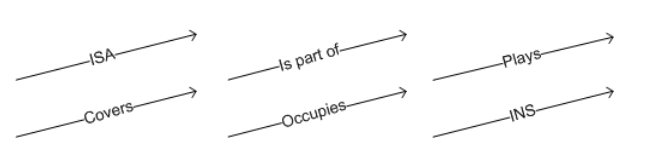 ISA
Is part of
Plays
Covers
Occupies
INS